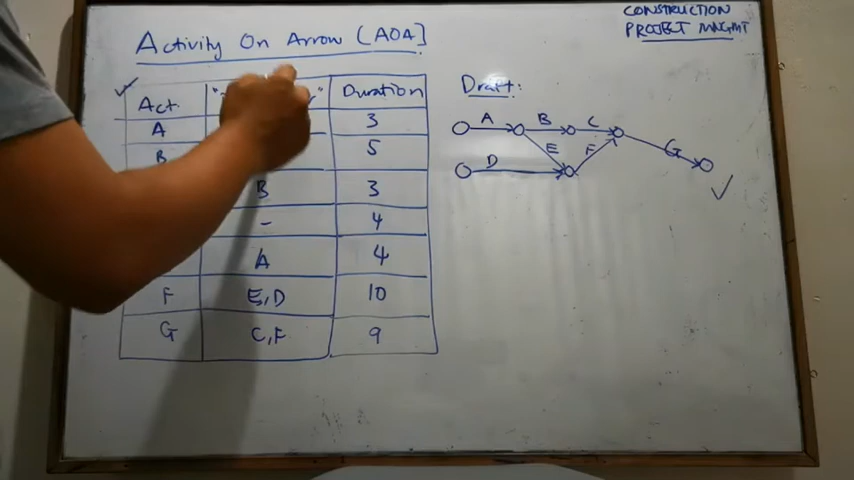 CONSTRUCTION
PROJECT MNGMT
Activity On Arrow (AOA)
Act. Duration
A 3
B 5
B 3
- 4
A 4
F E,D 10
G C,F 9
Draft:
A B C
E F G
D